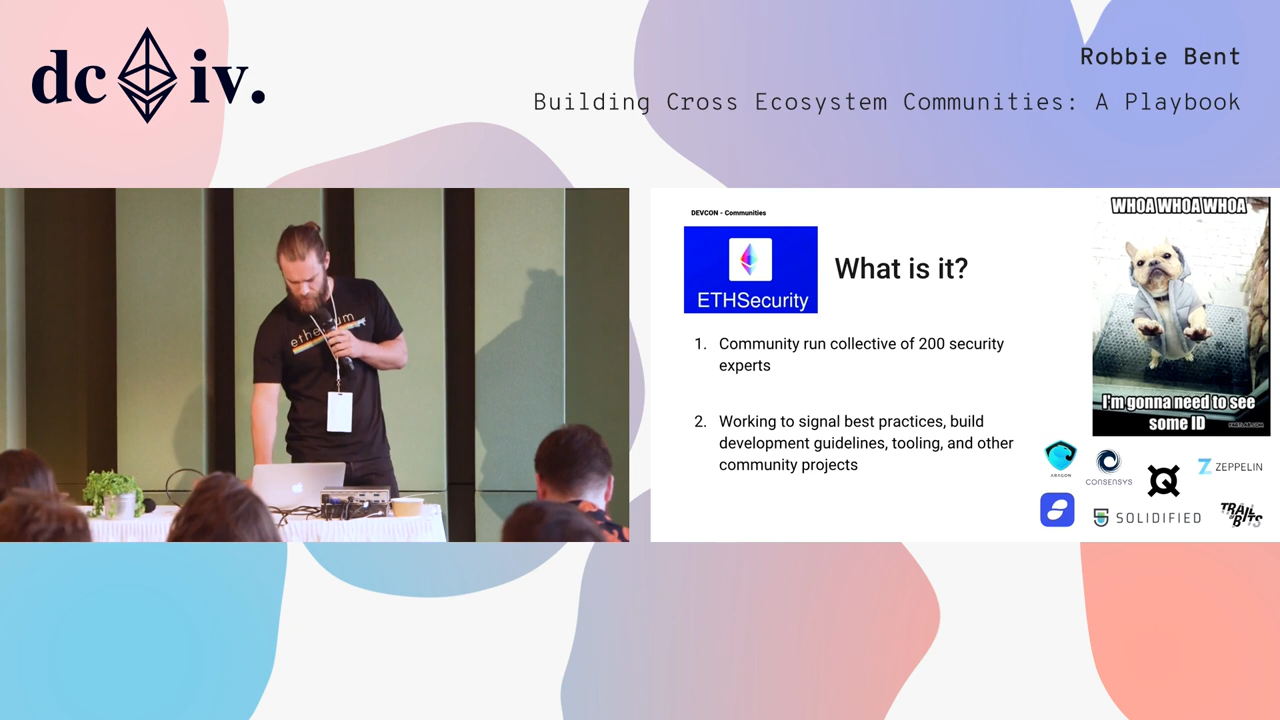 dc iv.
Robbie Bent
Building Cross Ecosystem Communities: A Playbook
ethereum
DEVCON - Communities
ETHSecurity
What is it?
1. Community run collective of 200 security
experts
2. Working to signal best practices, build
development guidelines, tooling, and other
community projects
WHOA WHOA WHOA
I'm gonna need to see
some ID
ARAGON
CONSENSYS
ZEPPELIN
SOLIDIFIED
TRAIL
OF
BITS